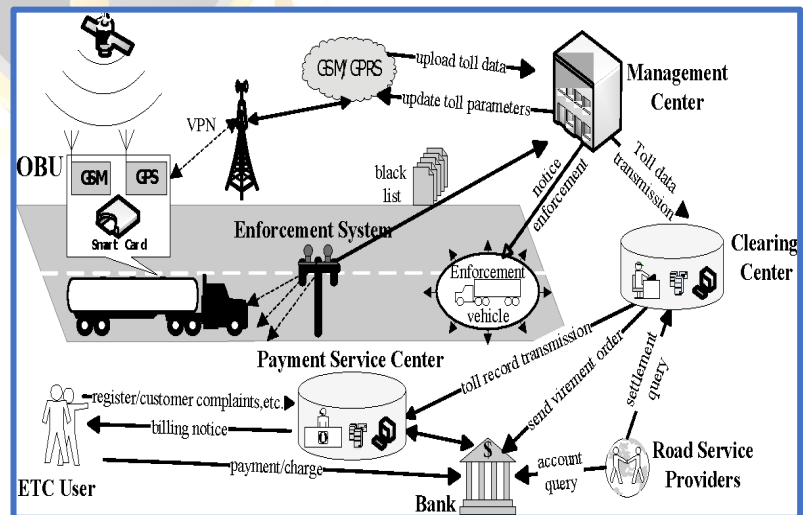 GSM/GPRS
upload toll data
update toll parameters
Management
Center
VPN
OBU
GSM
GPS
Smart Card
black
list
notice
enforcement
Toll data
transmission
Enforcement System
Enforcement
vehicle
Clearing
Center
Payment Service Center
toll record transmission
send virement order
settlement
query
register/customer complaints,etc.
billing notice
payment/charge
ETC User
$
Bank
account
query
Road Service
Providers